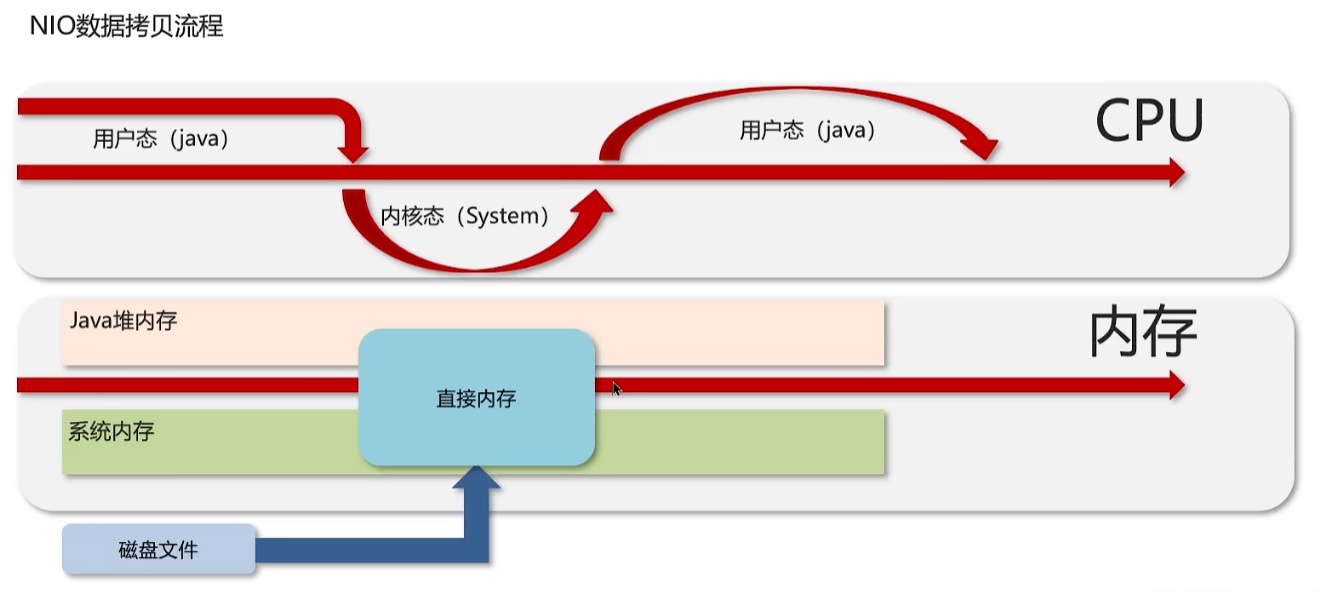 NIO数据拷贝流程
CPU
用户态（java）
用户态（java）
内核态（System）
内存
Java堆内存
直接内存
系统内存
磁盘文件